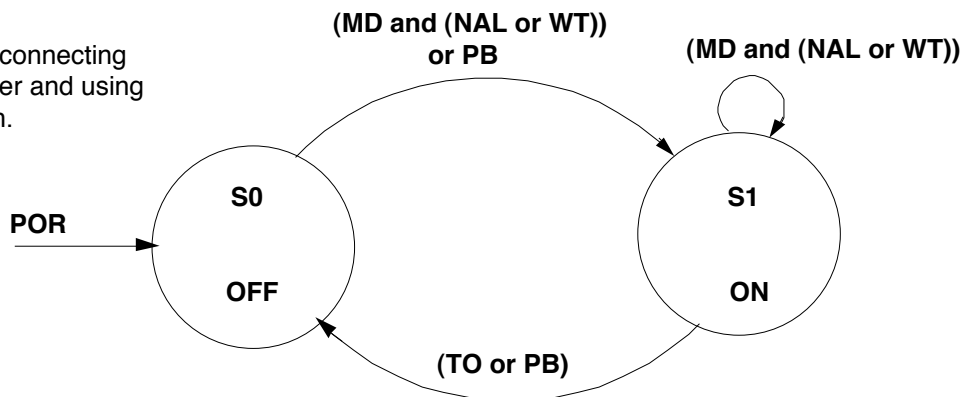 connecting
er and using
(MD and (NAL or WT))
or PB
(MD and (NAL or WT))
S0
OFF
S1
ON
POR
(TO or PB)